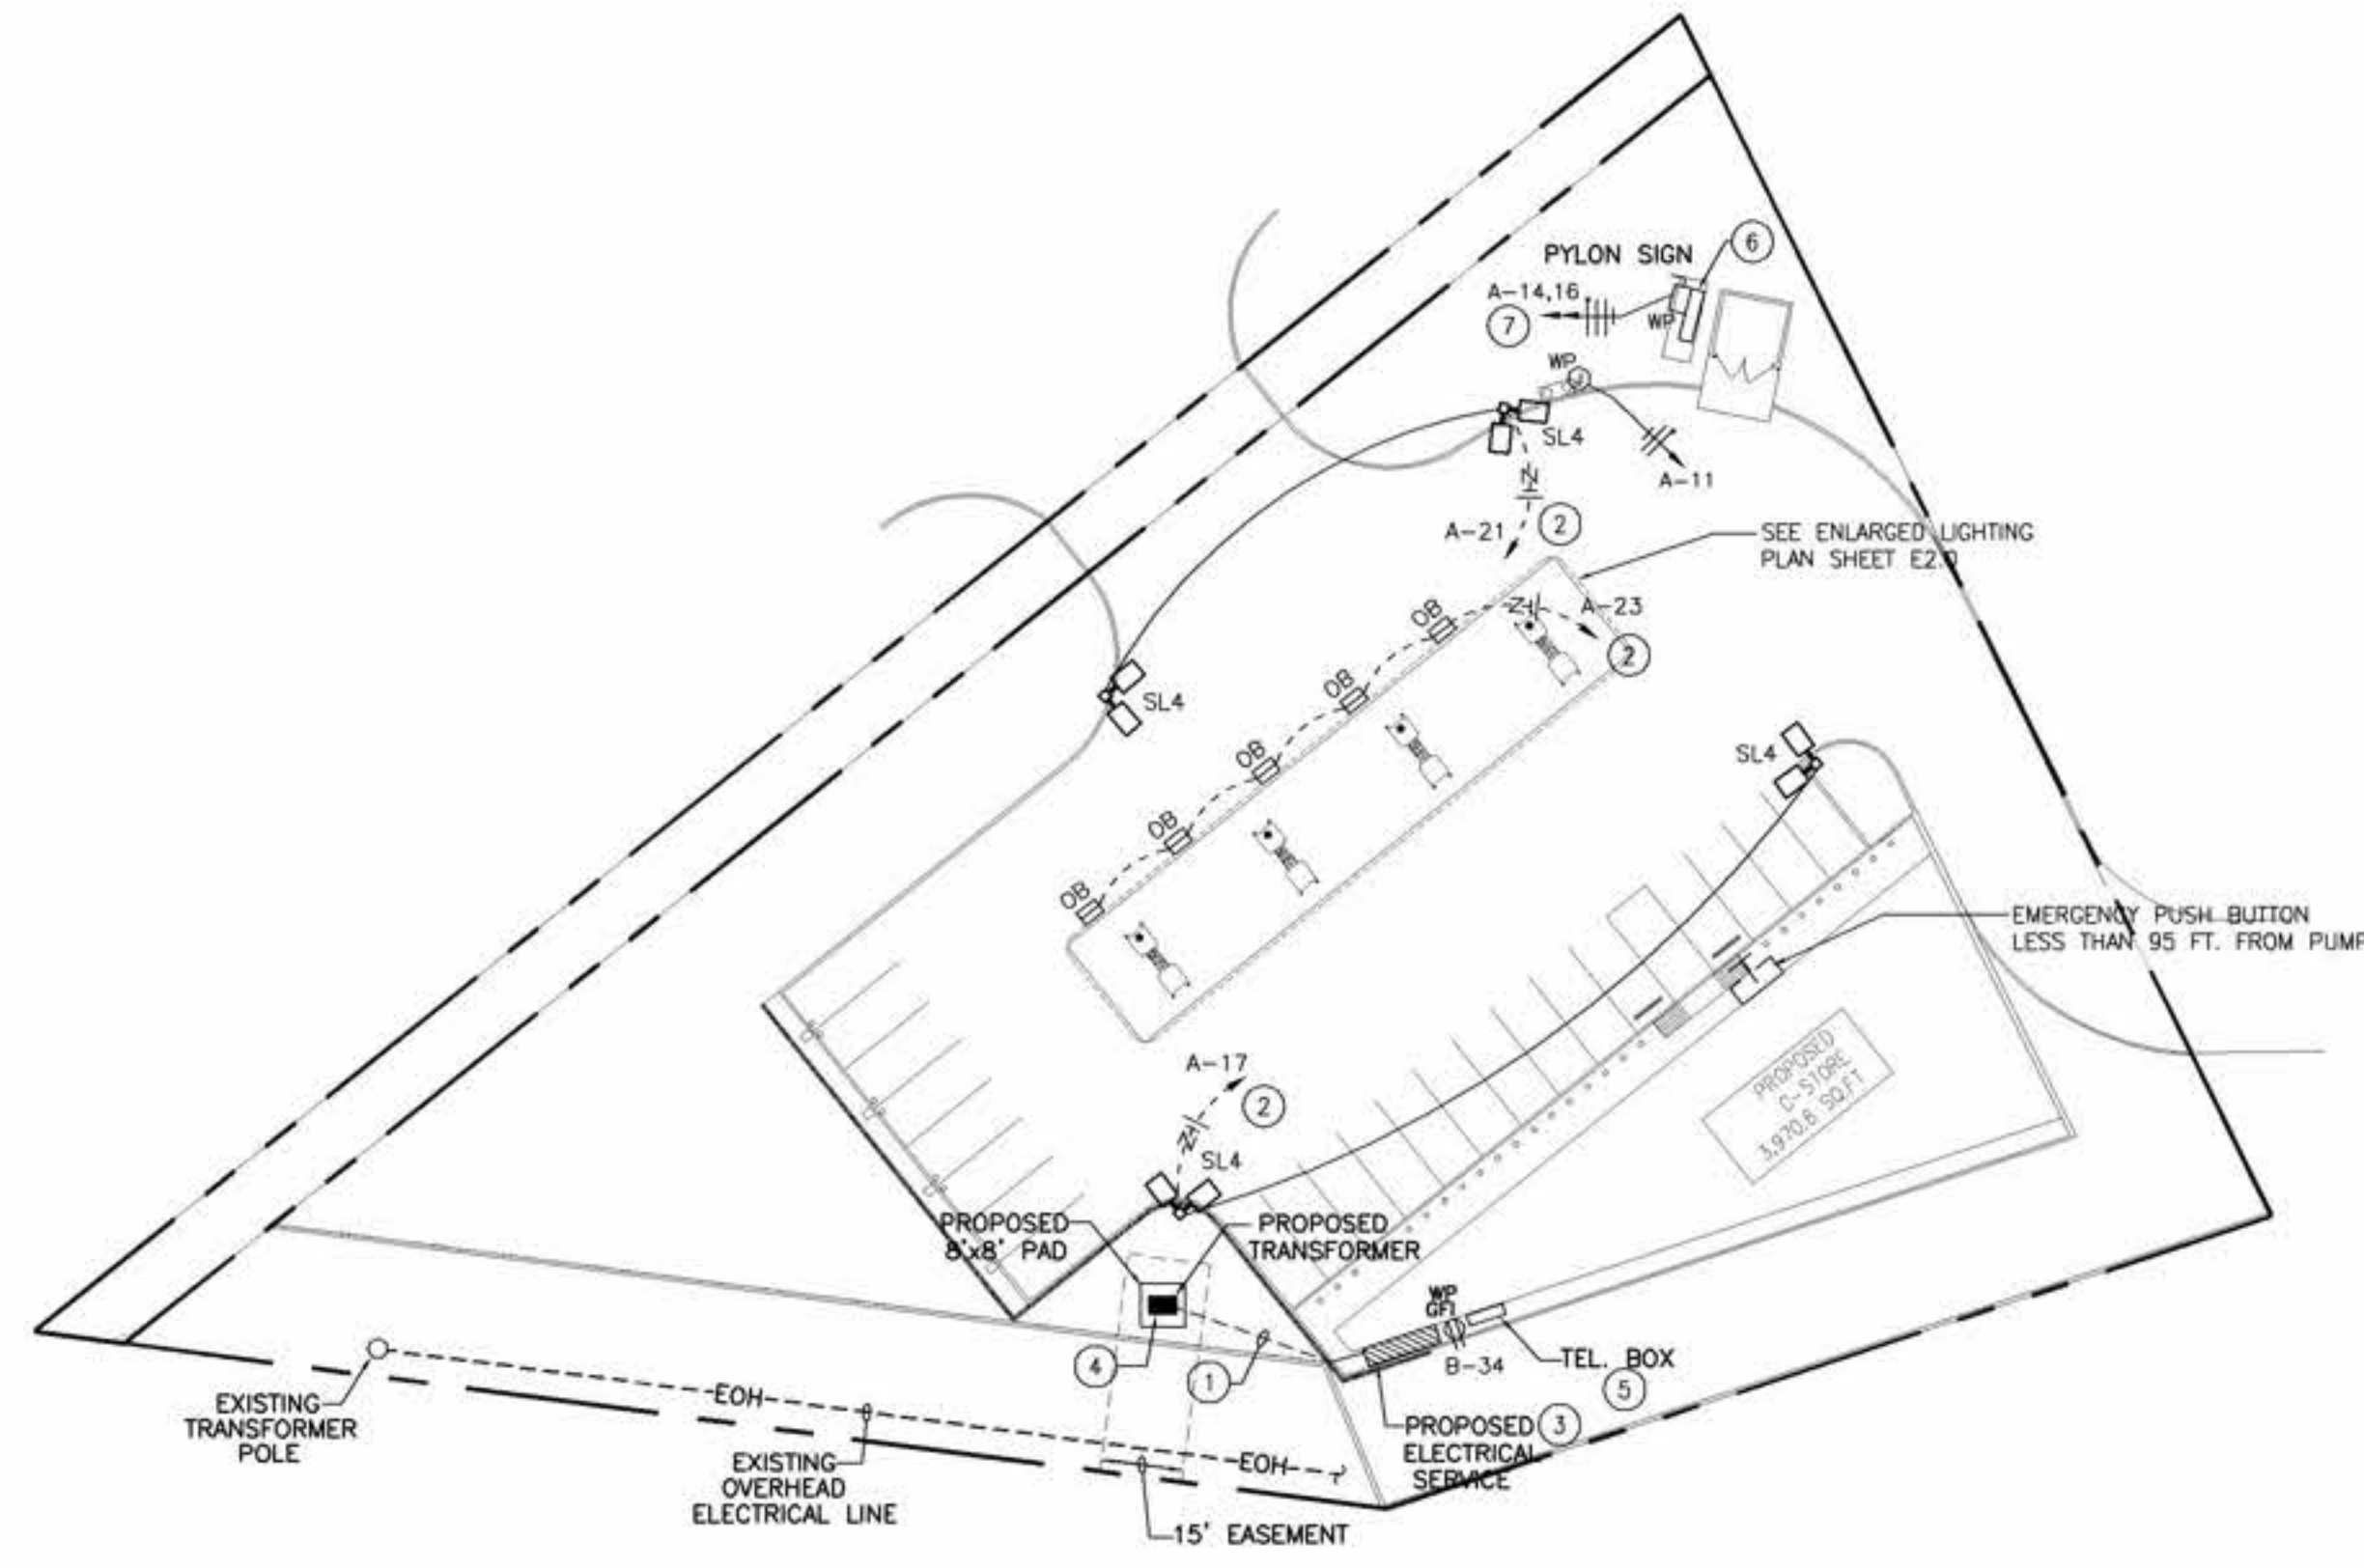 PYLON SIGN
6
A-14,16
7
WP
WP
SL4
A-11
A-21
2
SEE ENLARGED LIGHTING
PLAN SHEET E2.0
OB
A-23
2
OB
SL4
OB
SL4
OB
OB
EMERGENCY PUSH BUTTON
LESS THAN 95 FT. FROM PUMP
PROPOSED
C-STORE
3,970.6 SQ.FT
A-17
2
SL4
PROPOSED
8'x8' PAD
PROPOSED
TRANSFORMER
WP
GFI
B-34
TEL. BOX
5
4
1
EOH
EXISTING
TRANSFORMER
POLE
PROPOSED
3
ELECTRICAL
SERVICE
EXISTING
OVERHEAD
ELECTRICAL LINE
EOH
15' EASEMENT